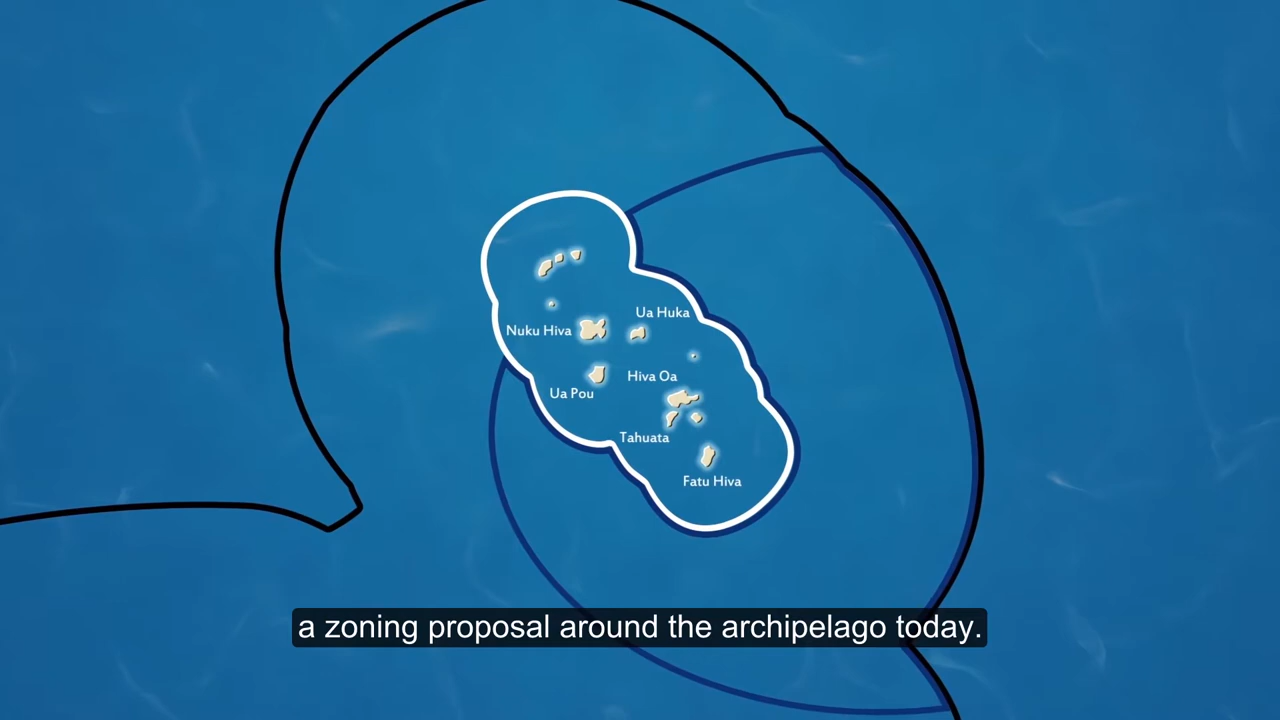 Ua Huka
Nuku Hiva
Hiva Oa
Ua Pou
Tahuata
Fatu Hiva
a zoning proposal around the archipelago today.